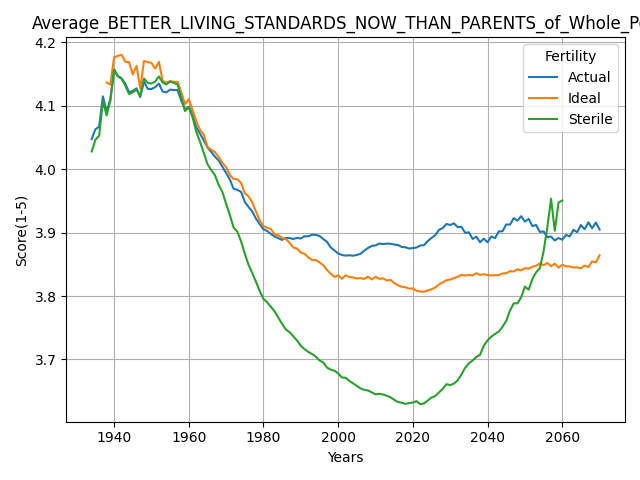 Average_BETTER_LIVING_STANDARDS_NOW_THAN_PARENTS_of_Whole_P
Fertility
Actual
Ideal
Sterile
4.2
4.1
4.0
3.9
3.8
3.7
Score(1-5)
1940 1960 1980 2000 2020 2040 2060
Years